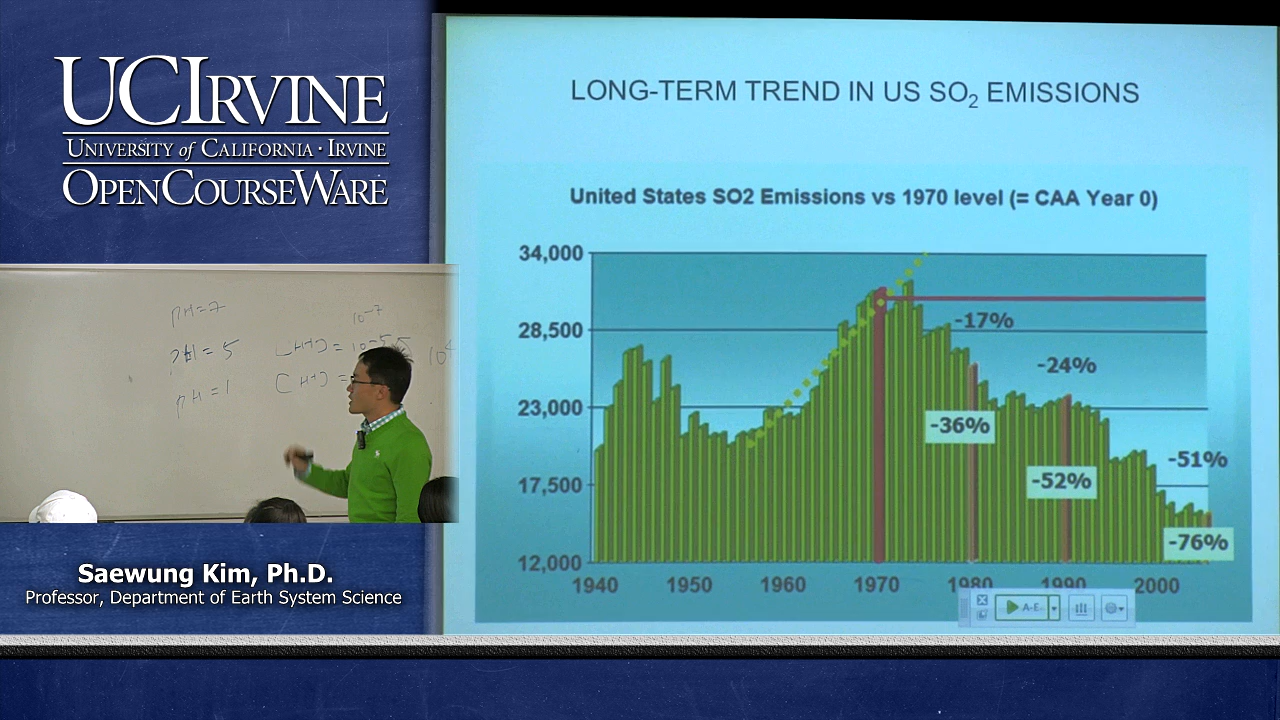 UCIRVINE
UNIVERSITY of CALIFORNIA · IRVINE
OPENCOURSEWARE
pH=7
10⁻⁷
pH=5
pH=1
Saewung Kim, Ph.D.
Professor, Department of Earth System Science
LONG-TERM TREND IN US SO₂ EMISSIONS
United States SO2 Emissions vs 1970 level (= CAA Year 0)
34,000
28,500
23,000
17,500
12,000
-17%
-24%
-36%
-51%
-52%
-76%
1940 1950 1960 1970 1980 1990 2000